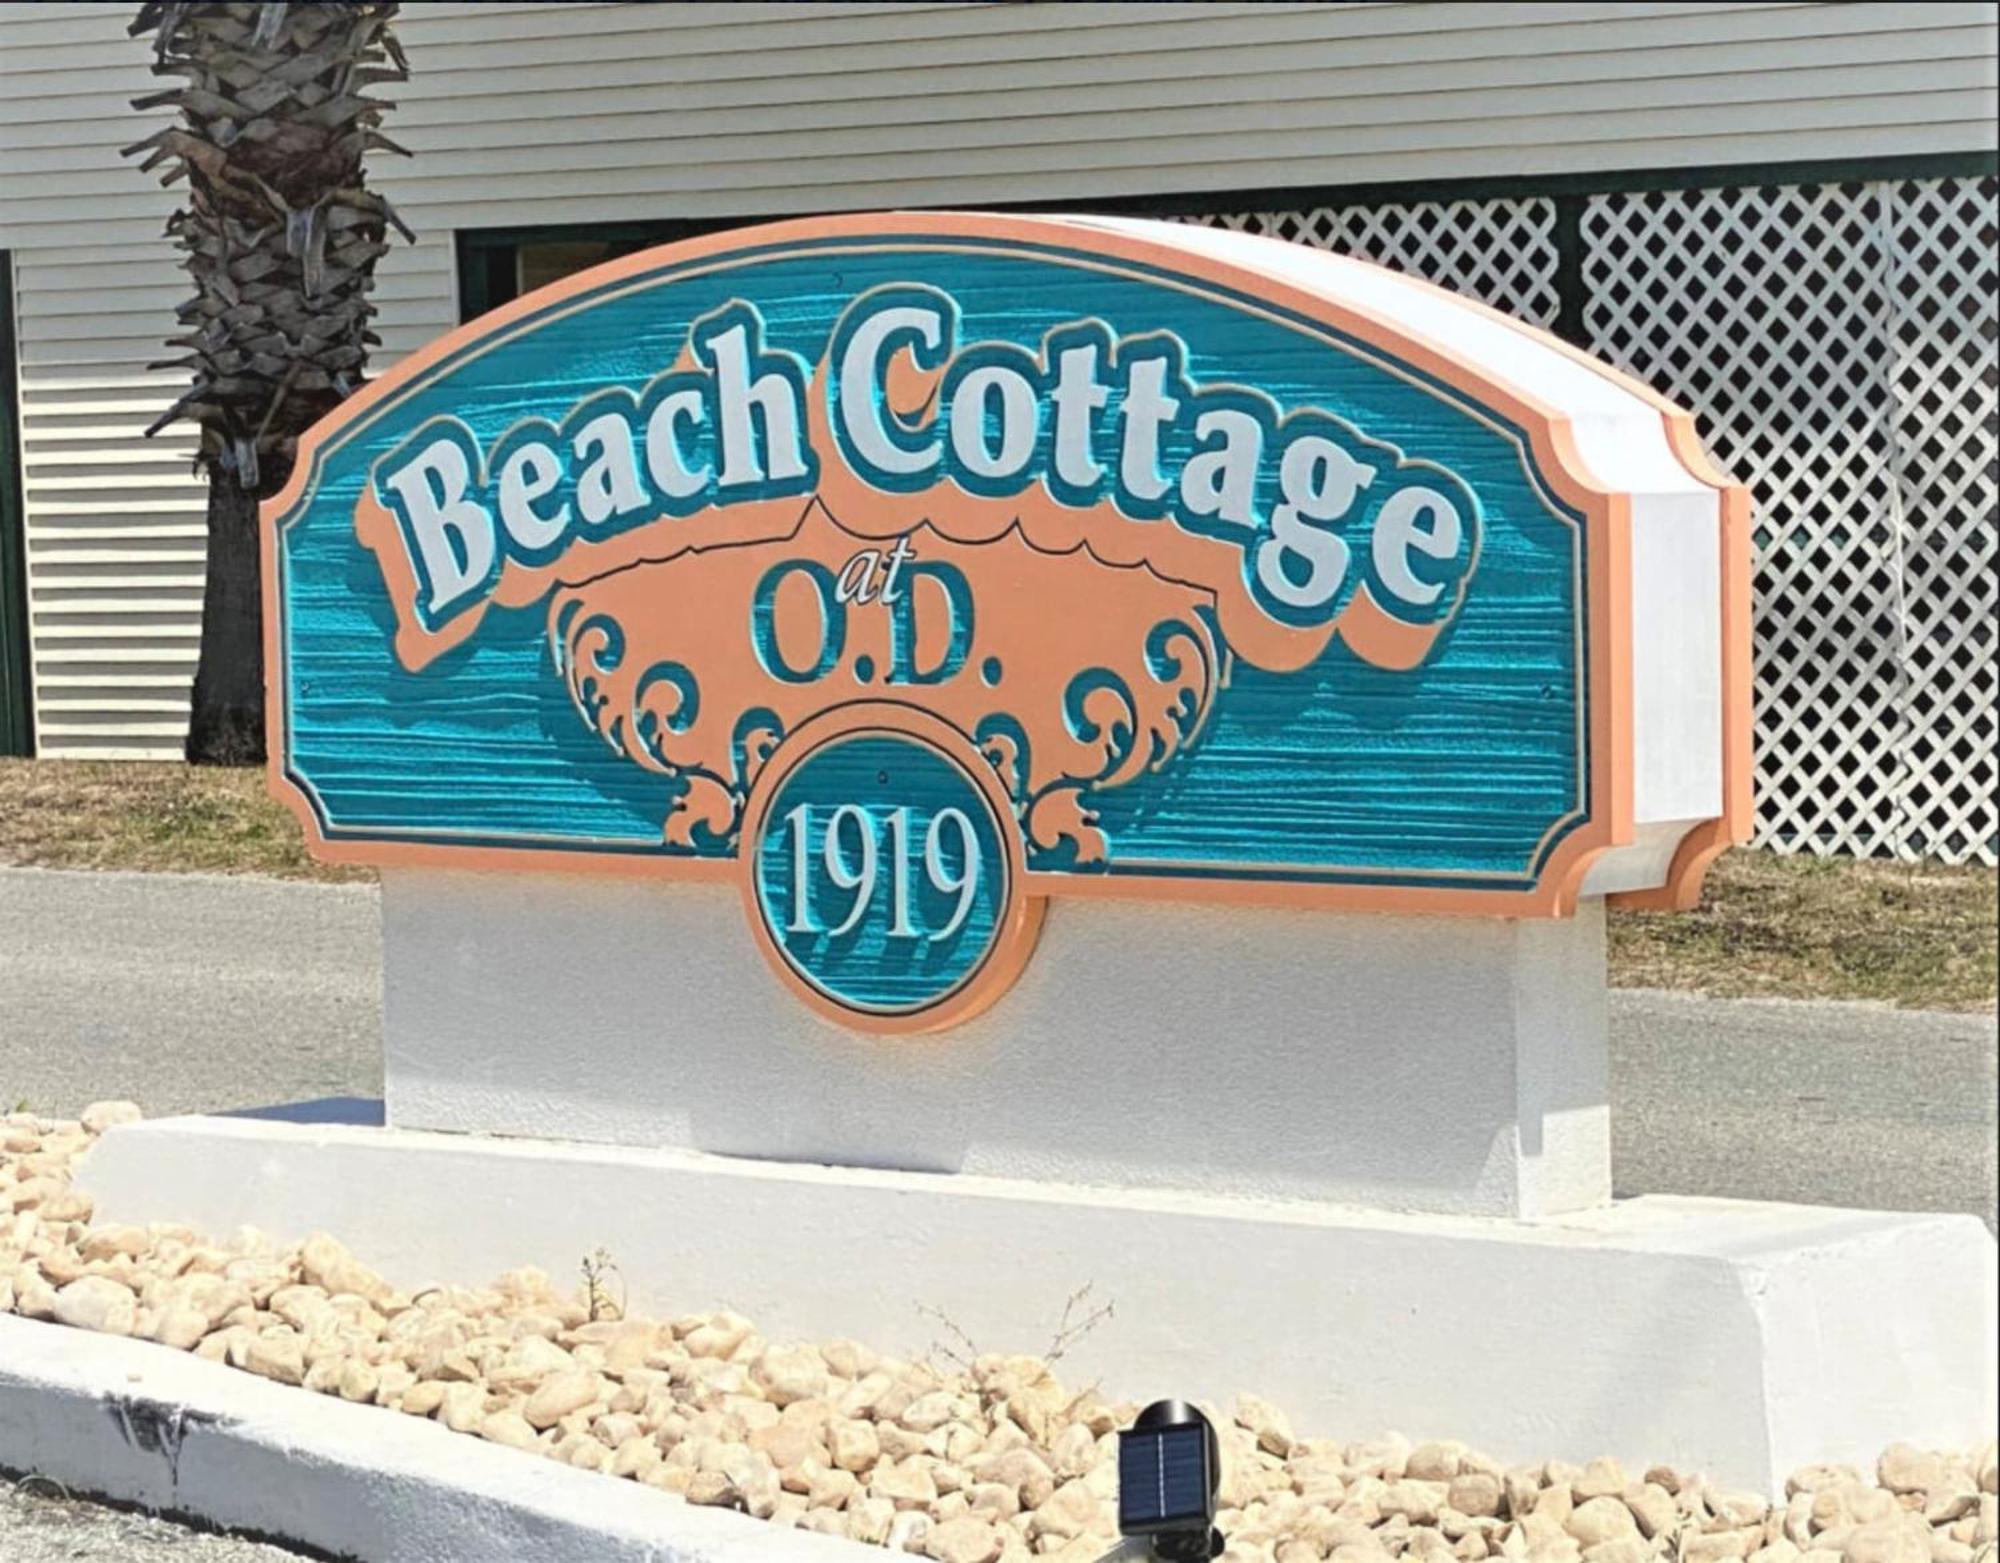 Beach Cottage
at
O.D.
1919